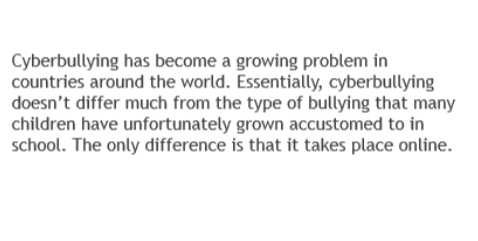 Cyberbullying has become a growing problem in
countries around the world. Essentially, cyberbullying
doesn't differ much from the type of bullying that many
children have unfortunately grown accustomed to in
school. The only difference is that it takes place online.